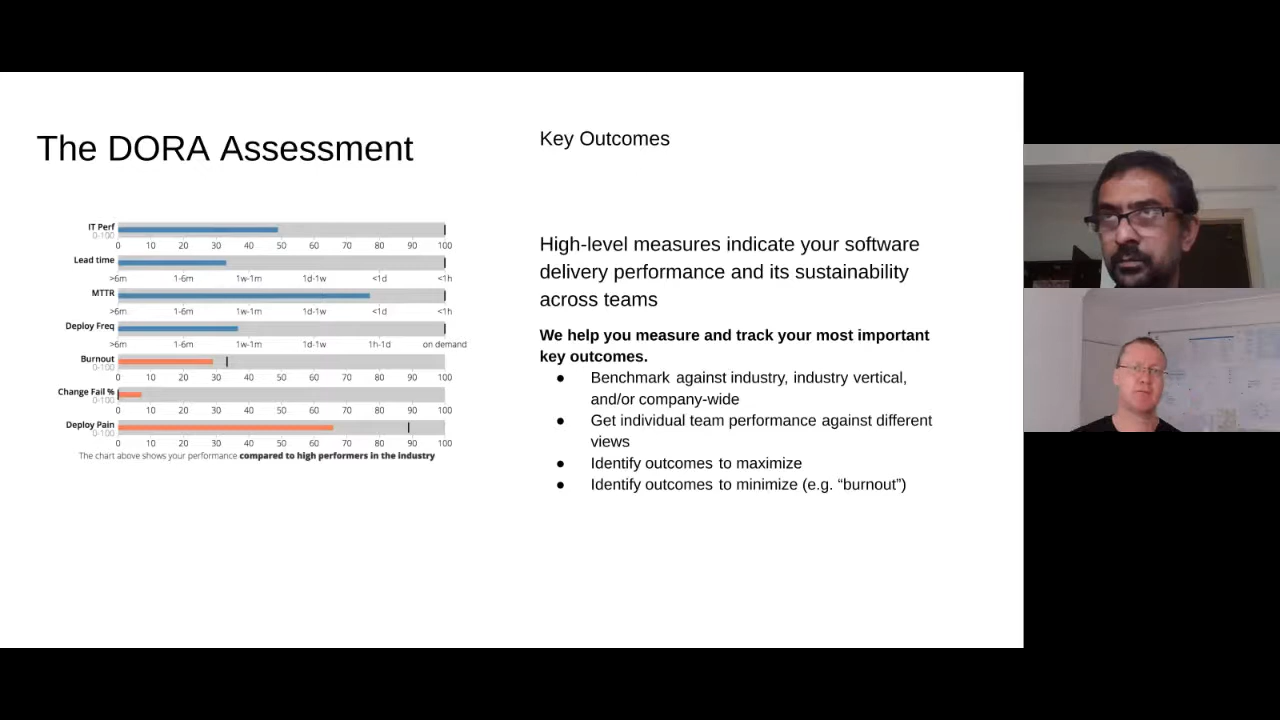 The DORA Assessment
IT Perf
0-100
0 10 20 30 40 50 60 70 80 90 100
Lead time
>6m 1-6m 1w-1m 1d-1w <1d <1h
MTTR
>6m 1-6m 1w-1m 1d-1w <1d <1h
Deploy Freq
>6m 1-6m 1w-1m 1d-1w 1h-1d on demand
Burnout
0-100
0 10 20 30 40 50 60 70 80 90 100
Change Fail %
0-100
0 10 20 30 40 50 60 70 80 90 100
Deploy Pain
0-100
0 10 20 30 40 50 60 70 80 90 100
The chart above shows your performance compared to high performers in the industry
Key Outcomes
High-level measures indicate your software
delivery performance and its sustainability
across teams
We help you measure and track your most important
key outcomes.
● Benchmark against industry, industry vertical,
and/or company-wide
● Get individual team performance against different
views
● Identify outcomes to maximize
● Identify outcomes to minimize (e.g. “burnout”)